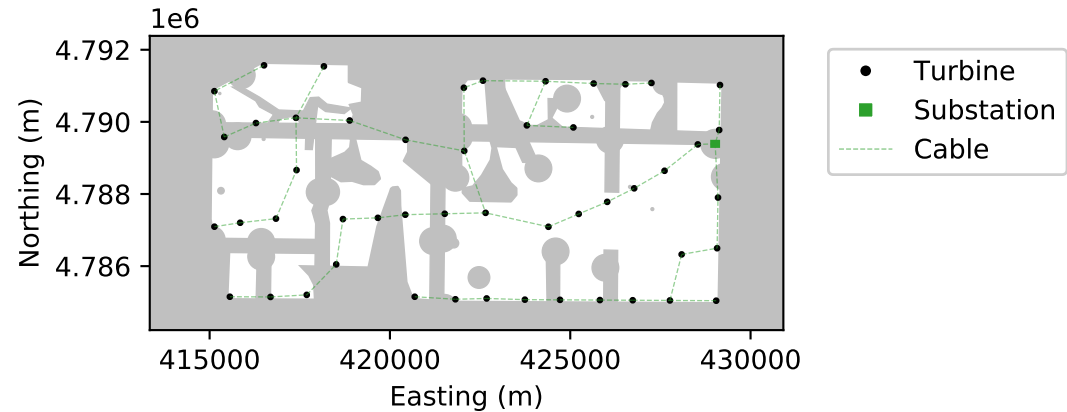 1e6
4.792
4.790
4.788
4.786
Northing (m)
415000 420000 425000 430000
Easting (m)
Turbine
Substation
Cable